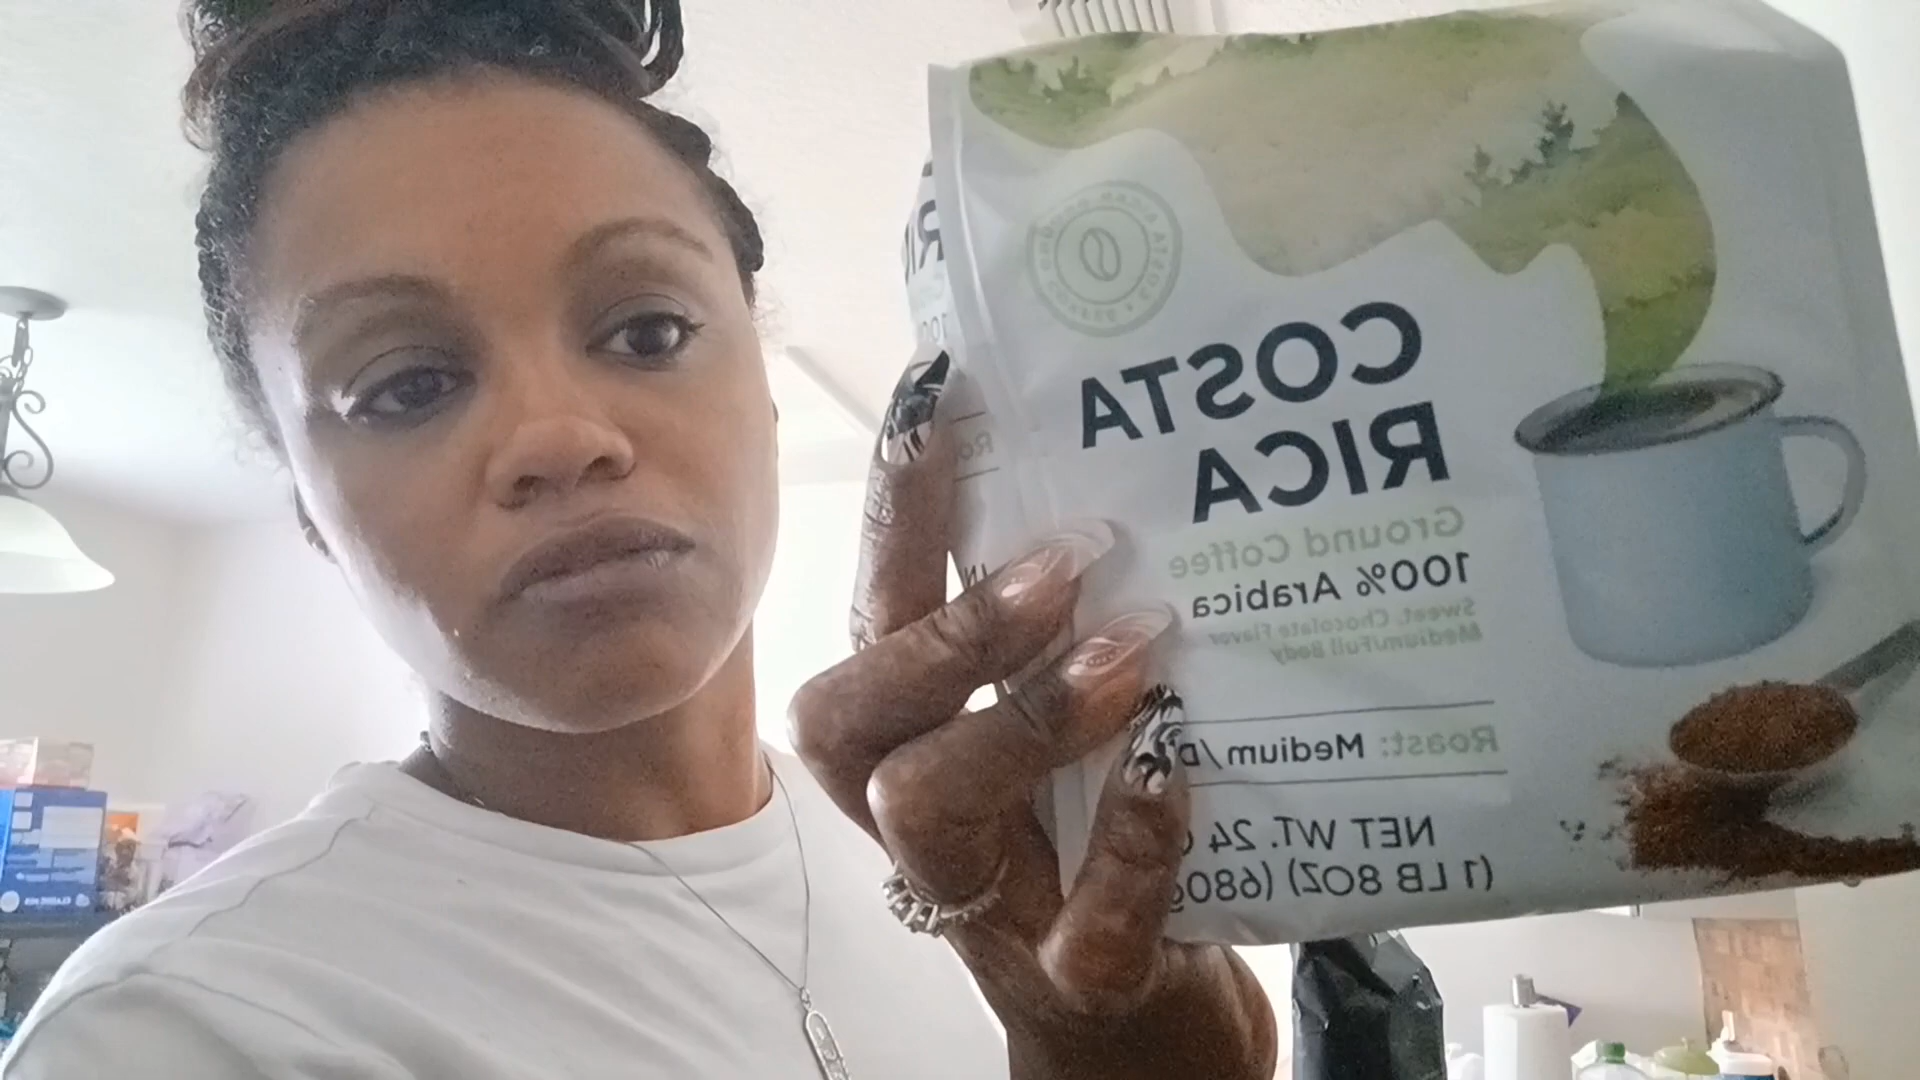 COSTA
RICA
Ground Coffee
100% Arabica
Sweet, Chocolate Flavor
Medium/Full Body
Roast: Medium/D
NET WT. 24
(1 LB 8OZ) (680g